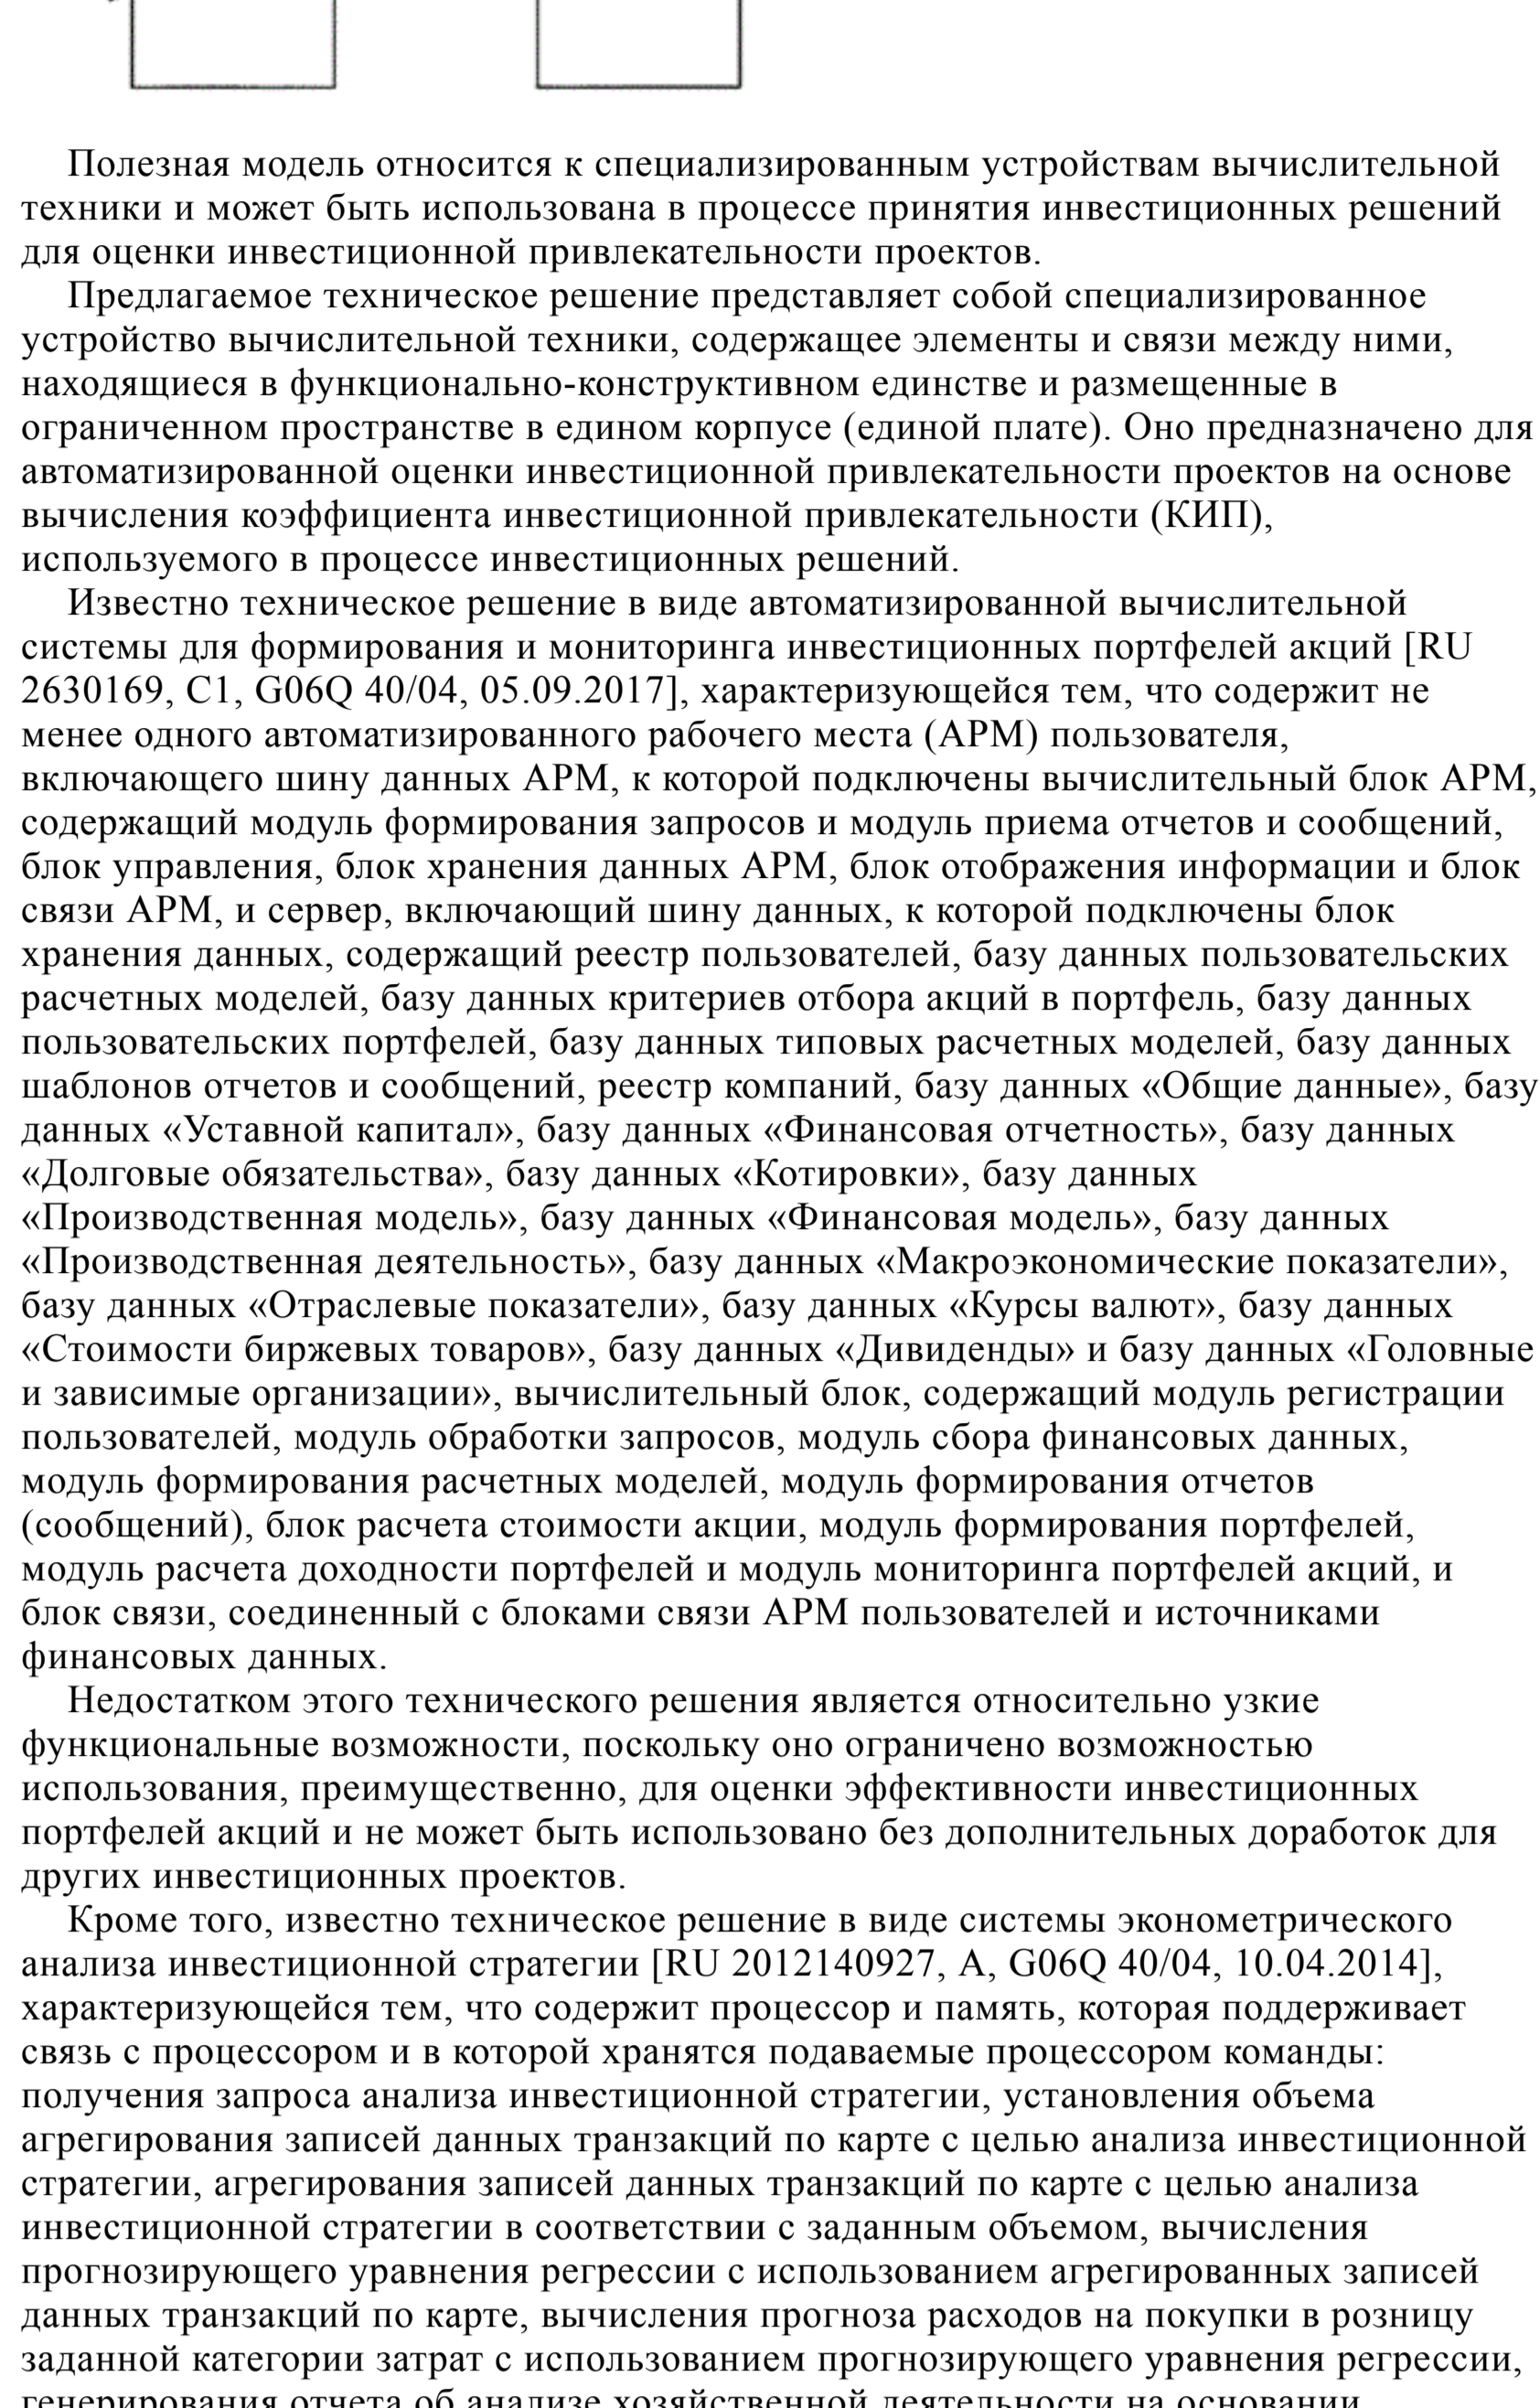 Полезная модель относится к специализированным устройствам вычислительной
техники и может быть использована в процессе принятия инвестиционных решений
для оценки инвестиционной привлекательности проектов.
Предлагаемое техническое решение представляет собой специализированное
устройство вычислительной техники, содержащее элементы и связи между ними,
находящиеся в функционально-конструктивном единстве и размещенные в
ограниченном пространстве в едином корпусе (единой плате). Оно предназначено для
автоматизированной оценки инвестиционной привлекательности проектов на основе
вычисления коэффициента инвестиционной привлекательности (КИП),
используемого в процессе инвестиционных решений.
Известно техническое решение в виде автоматизированной вычислительной
системы для формирования и мониторинга инвестиционных портфелей акций [RU
2630169, C1, G06Q 40/04, 05.09.2017], характеризующейся тем, что содержит не
менее одного автоматизированного рабочего места (АРМ) пользователя,
включающего шину данных АРМ, к которой подключены вычислительный блок АРМ,
содержащий модуль формирования запросов и модуль приема отчетов и сообщений,
блок управления, блок хранения данных АРМ, блок отображения информации и блок
связи АРМ, и сервер, включающий шину данных, к которой подключены блок
хранения данных, содержащий реестр пользователей, базу данных пользовательских
расчетных моделей, базу данных критериев отбора акций в портфель, базу данных
пользовательских портфелей, базу данных типовых расчетных моделей, базу данных
шаблонов отчетов и сообщений, реестр компаний, базу данных «Общие данные», базу
данных «Уставной капитал», базу данных «Финансовая отчетность», базу данных
«Долговые обязательства», базу данных «Котировки», базу данных
«Производственная модель», базу данных «Финансовая модель», базу данных
«Производственная деятельность», базу данных «Макроэкономические показатели»,
базу данных «Отраслевые показатели», базу данных «Курсы валют», базу данных
«Стоимости биржевых товаров», базу данных «Дивиденды» и базу данных «Головные
и зависимые организации», вычислительный блок, содержащий модуль регистрации
пользователей, модуль обработки запросов, модуль сбора финансовых данных,
модуль формирования расчетных моделей, модуль формирования отчетов
(сообщений), блок расчета стоимости акции, модуль формирования портфелей,
модуль расчета доходности портфелей и модуль мониторинга портфелей акций, и
блок связи, соединенный с блоками связи АРМ пользователей и источниками
финансовых данных.
Недостатком этого технического решения является относительно узкие
функциональные возможности, поскольку оно ограничено возможностью
использования, преимущественно, для оценки эффективности инвестиционных
портфелей акций и не может быть использовано без дополнительных доработок для
других инвестиционных проектов.
Кроме того, известно техническое решение в виде системы эконометрического
анализа инвестиционной стратегии [RU 2012140927, A, G06Q 40/04, 10.04.2014],
характеризующейся тем, что содержит процессор и память, которая поддерживает
связь с процессором и в которой хранятся подаваемые процессором команды:
получения запроса анализа инвестиционной стратегии, установления объема
агрегирования записей данных транзакций по карте с целью анализа инвестиционной
стратегии, агрегирования записей данных транзакций по карте с целью анализа
инвестиционной стратегии в соответствии с заданным объемом, вычисления
прогнозирующего уравнения регрессии с использованием агрегированных записей
данных транзакций по карте, вычисления прогноза расходов на покупки в розницу
заданной категории затрат с использованием прогнозирующего уравнения регрессии,
генерирования отчета об анализе хозяйственной деятельности на основании